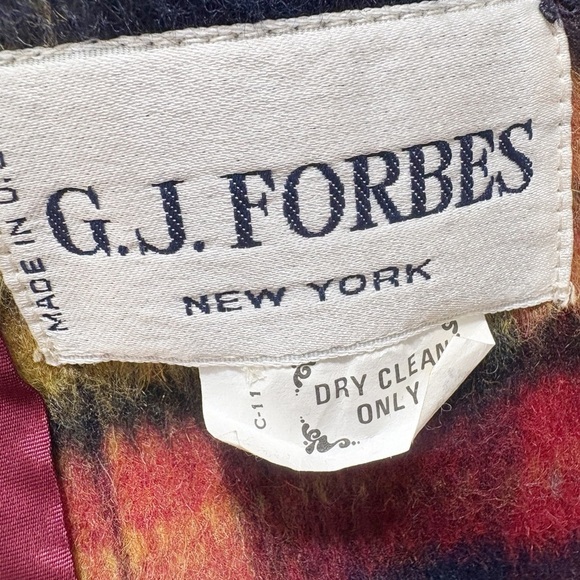 MADE IN U.S
G.J. FORBES
NEW YORK
C-11
DRY CLEAN
ONLY